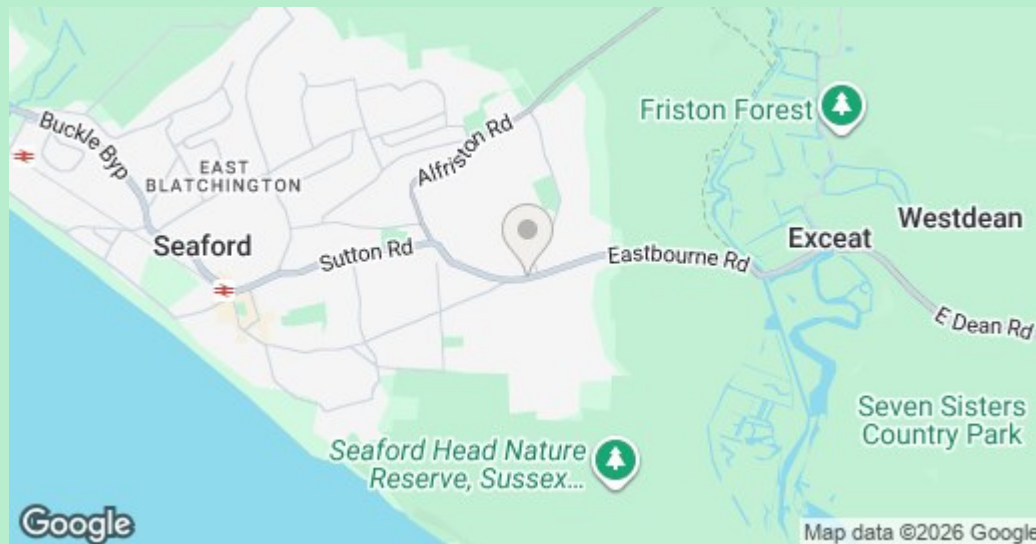 Buckle Byp
EAST
BLATCHINGTON
Seaford
Sutton Rd
Alfriston Rd
Friston Forest
Westdean
Exceat
Eastbourne Rd
E Dean Rd
Seven Sisters
Country Park
Seaford Head Nature
Reserve, Sussex...
Google
Map data ©2026 Google